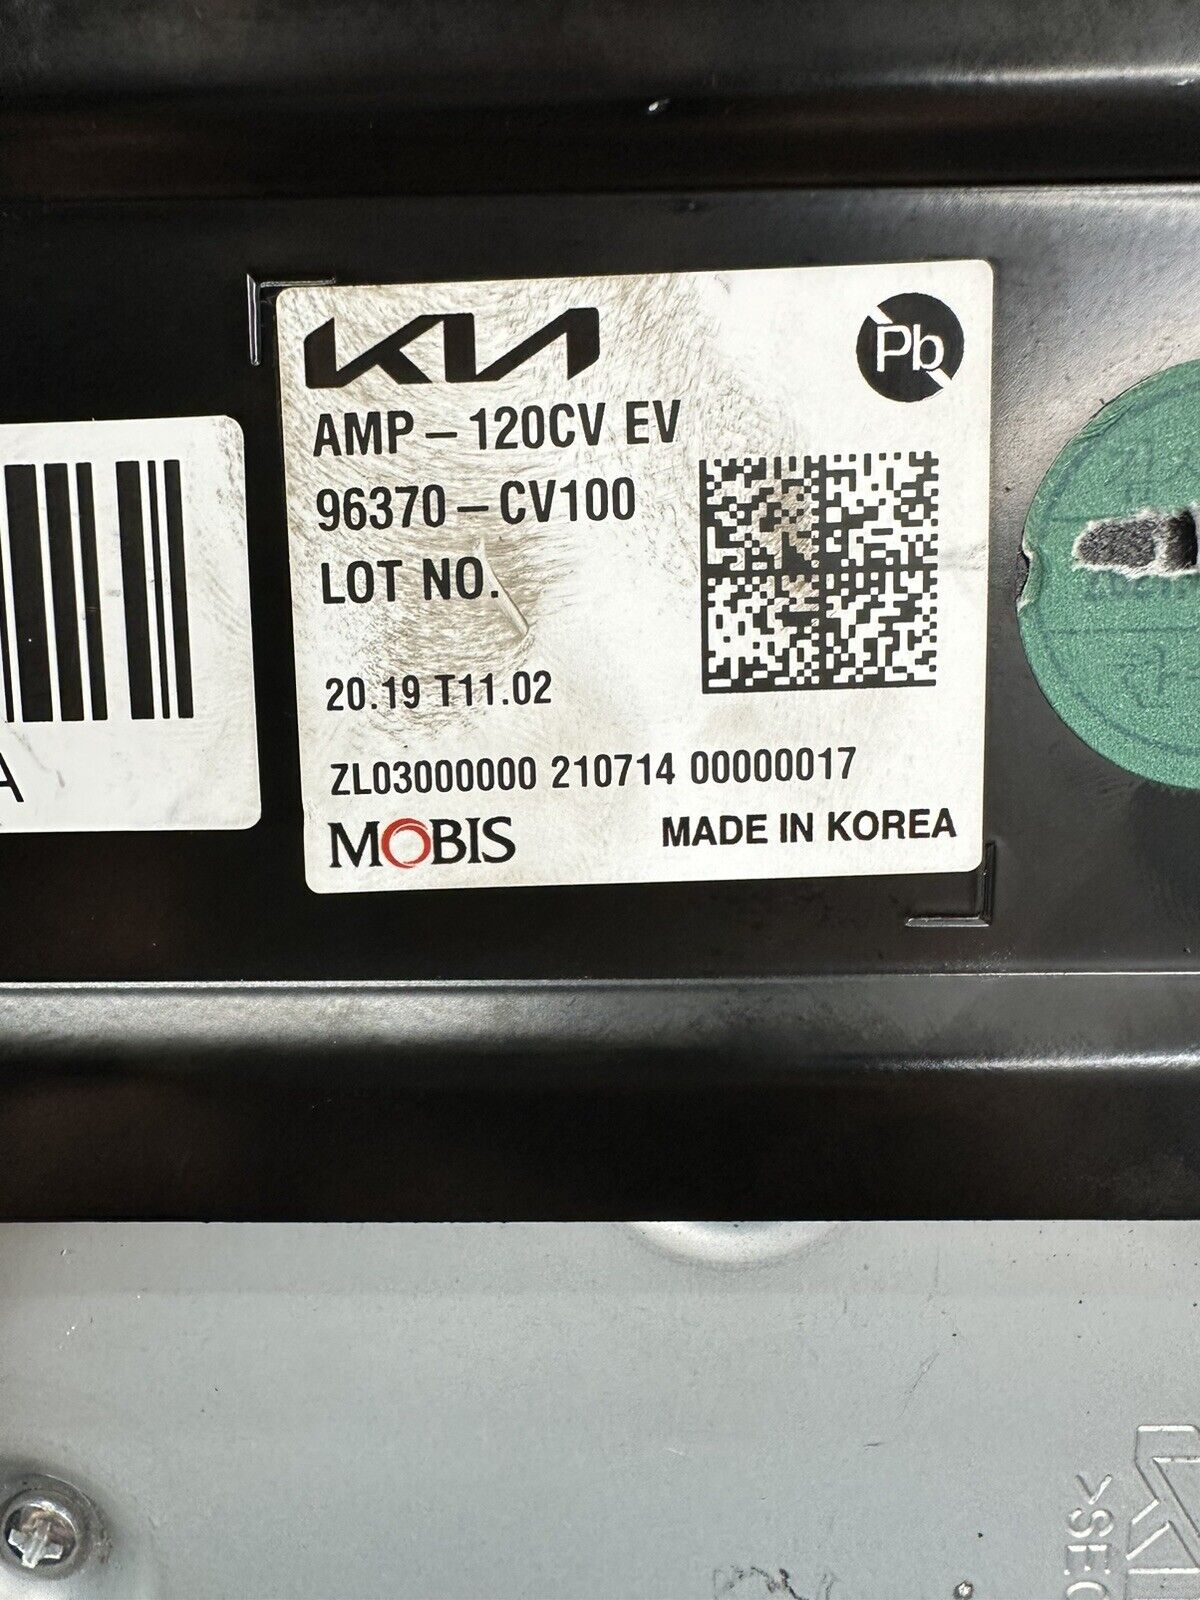 KIA
Pb
AMP - 120CV EV
96370 - CV100
LOT NO.
20.19 T11.02
ZL03000000 210714 00000017
MOBIS
MADE IN KOREA
A
>SEC